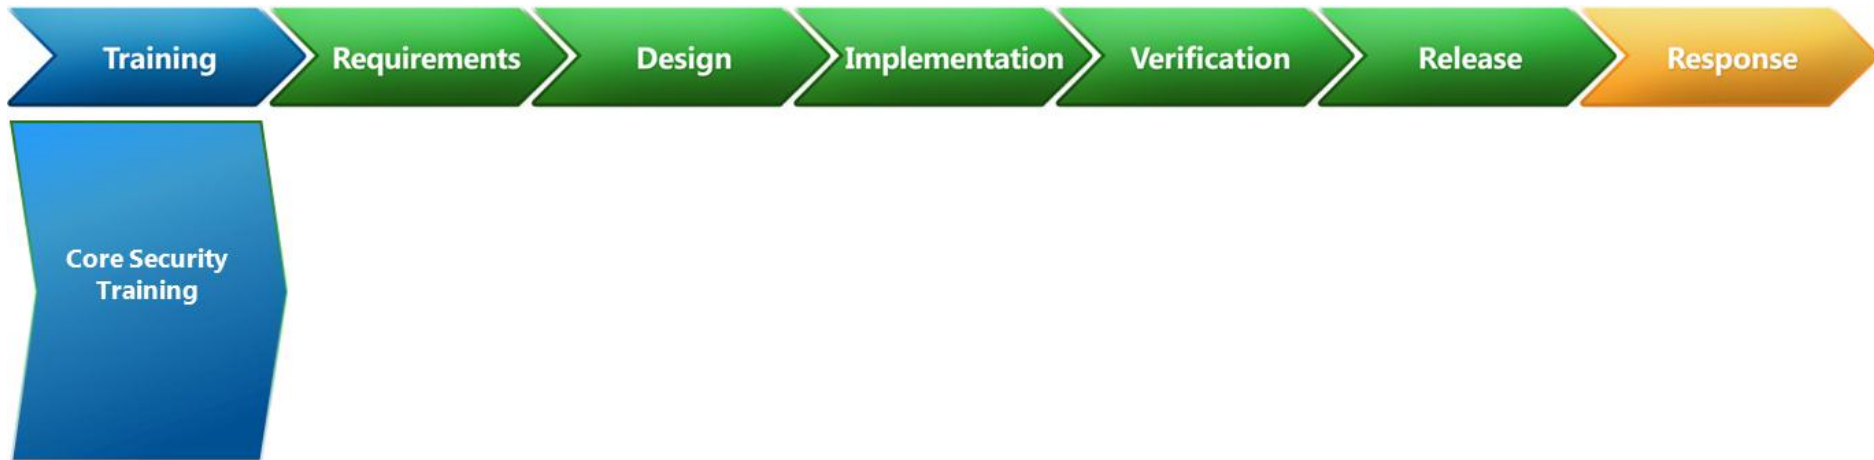 Training Requirements Design Implementation Verification Release Response
Core Security
Training